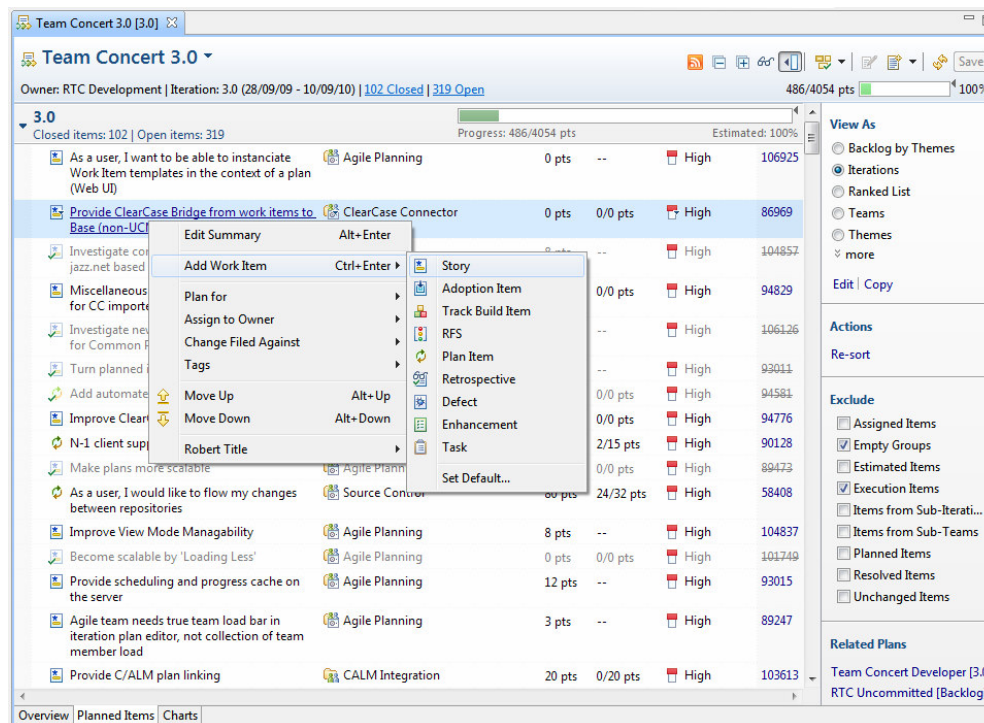 Team Concert 3.0 [3.0]
Team Concert 3.0
Save
Owner: RTC Development | Iteration: 3.0 (28/09/09 - 10/09/10) | 102 Closed | 319 Open
486/4054 pts
100%
3.0
Closed items: 102 | Open items: 319
Progress: 486/4054 pts
Estimated: 100%
As a user, I want to be able to instanciate
Work Item templates in the context of a plan
(Web UI)
Agile Planning
0 pts
--
High
106925
Provide ClearCase Bridge from work items to
Base (non-UCM
ClearCase Connector
0 pts
0/0 pts
High
86969
Investigate
jazz.net based
--
High
104857
Miscellaneous
for CC importe
0/0 pts
High
94829
Investigate
for Common
--
High
106126
Turn planned
--
High
93011
Add automate
0/0 pts
High
94581
Improve
0/0 pts
High
94776
N-1 client
2/15 pts
High
90128
Make plans more scalable
Agile
0/0 pts
High
89473
As a user, I would like to flow my changes
between repositories
Source Control
80 pts
24/32 pts
High
58408
Improve View Mode Managability
Agile Planning
8 pts
--
High
104837
Become scalable by 'Loading Less'
Agile Planning
0 pts
0/0 pts
High
101749
Provide scheduling and progress cache on
the server
Agile Planning
12 pts
--
High
93015
Agile team needs true team load bar in
iteration plan editor, not collection of team
member load
Agile Planning
3 pts
--
High
89247
Provide C/ALM plan linking
CALM Integration
20 pts
0/20 pts
High
103613
Edit Summary Alt+Enter
Add Work Item Ctrl+Enter
Plan for
Assign to Owner
Change Filed Against
Tags
Move Up Alt+Up
Move Down Alt+Down
Robert Title
Story
Adoption Item
Track Build Item
RFS
Plan Item
Retrospective
Defect
Enhancement
Task
Set Default...
View As
Backlog by Themes
Iterations
Ranked List
Teams
Themes
more
Edit | Copy
Actions
Re-sort
Exclude
Assigned Items
Empty Groups
Estimated Items
Execution Items
Items from Sub-Iterati...
Items from Sub-Teams
Planned Items
Resolved Items
Unchanged Items
Related Plans
Team Concert Developer [3.0
RTC Uncommitted [Backlog
Overview
Planned Items
Charts